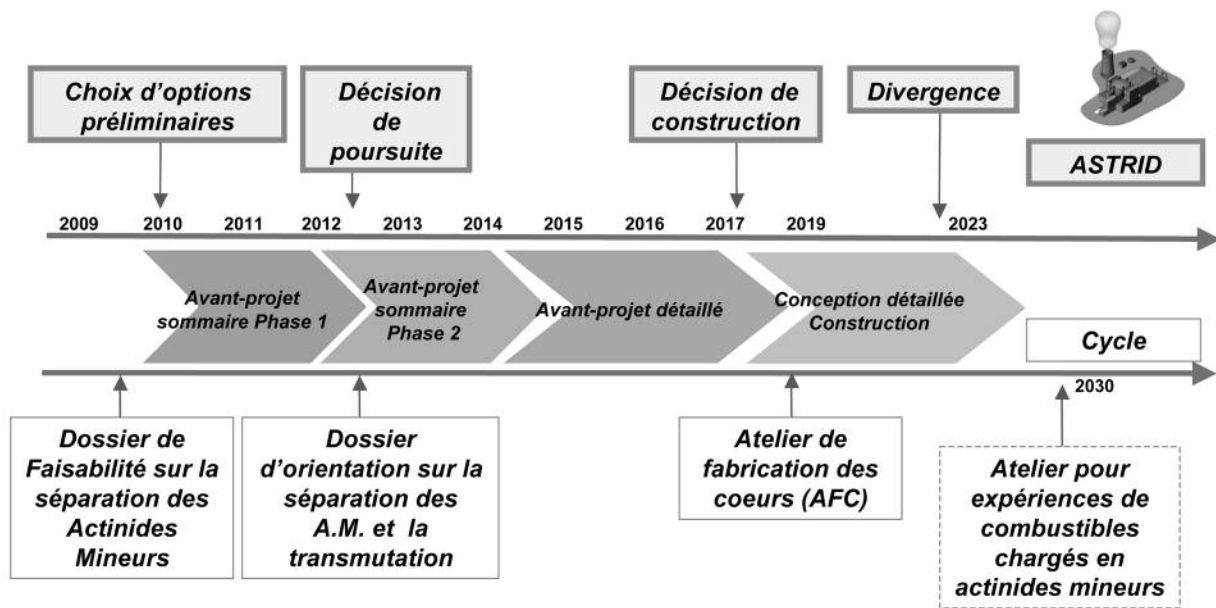 Choix d'options
préliminaires
Décision
de
poursuite
Décision de
construction
Divergence
ASTRID
2009 2010 2011 2012 2013 2014 2015 2016 2017 2019 2023
Avant-projet
sommaire Phase 1
Avant-projet
sommaire
Phase 2
Avant-projet détaillé
Conception détaillée
Construction
Cycle
2030
Dossier de
Faisabilité sur la
séparation des
Actinides
Mineurs
Dossier
d'orientation sur la
séparation des
A.M. et la
transmutation
Atelier de
fabrication des
coeurs (AFC)
Atelier pour
expériences de
combustibles
chargés en
actinides mineurs